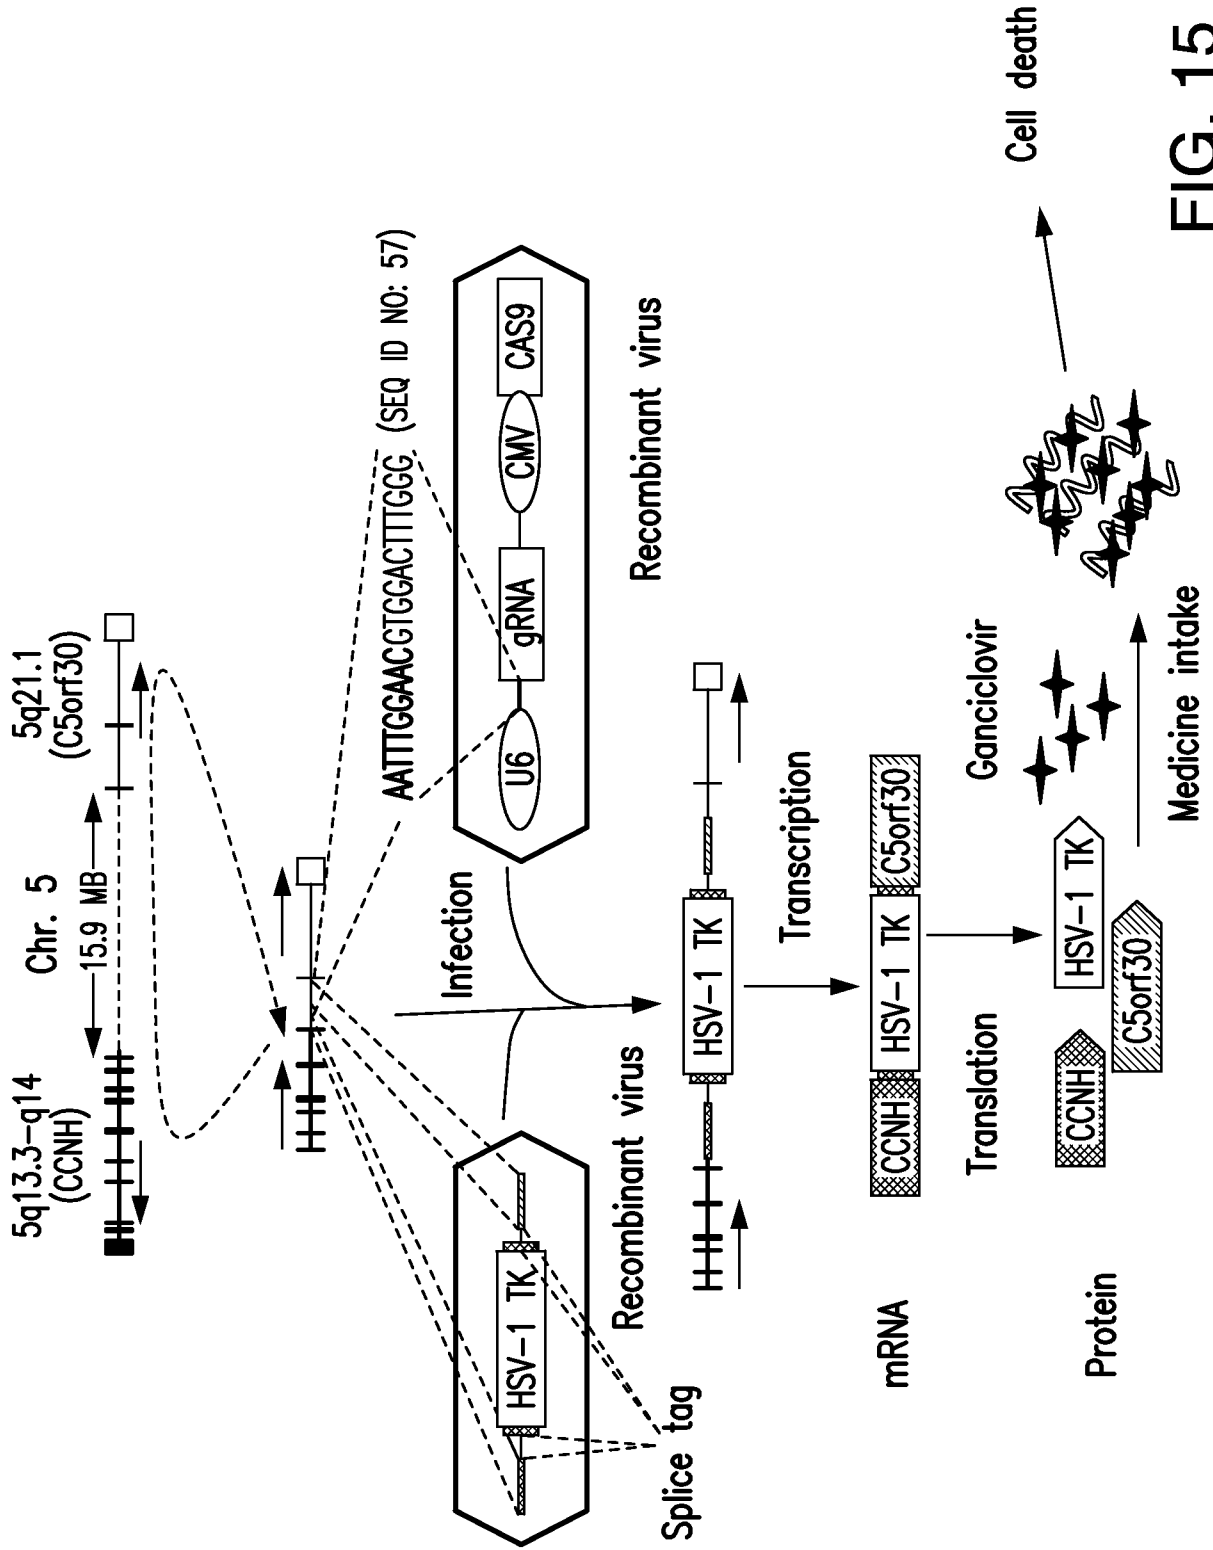 5q13.3-q14
(CCNH)
Chr. 5
15.9 MB
5q21.1
(C5orf30)
AATTTGGAACGTGGACTTTGGG (SEQ ID NO: 57)
HSV-1 TK
Splice tag
Recombinant virus
Infection
U6
gRNA
CMV
CAS9
Recombinant virus
HSV-1 TK
Transcription
mRNA
CCNH
HSV-1 TK
C5orf30
Translation
Protein
CCNH
HSV-1 TK
C5orf30
Ganciclovir
Medicine intake
Cell death
FIG. 15